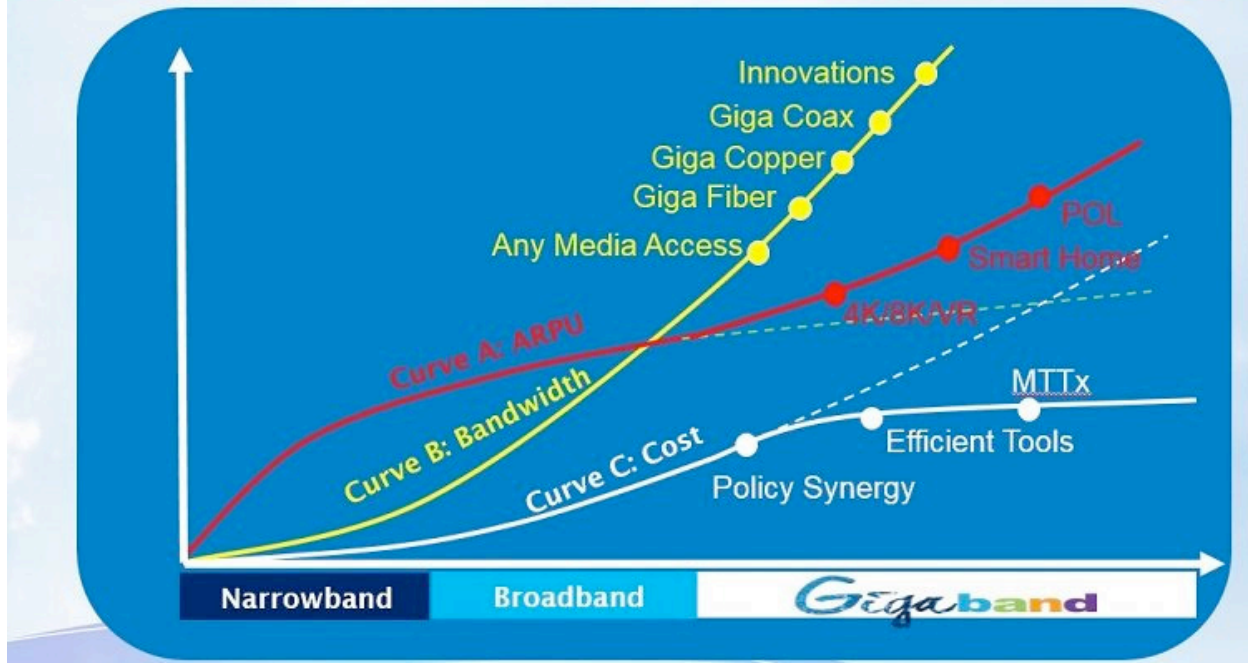 Innovations
Giga Coax
Giga Copper
Giga Fiber
Any Media Access
POL
Smart Home
4K/8K/VR
Curve A: ARPU
Curve B: Bandwidth
Curve C: Cost
MTTx
Efficient Tools
Policy Synergy
Narrowband
Broadband
Gigaband